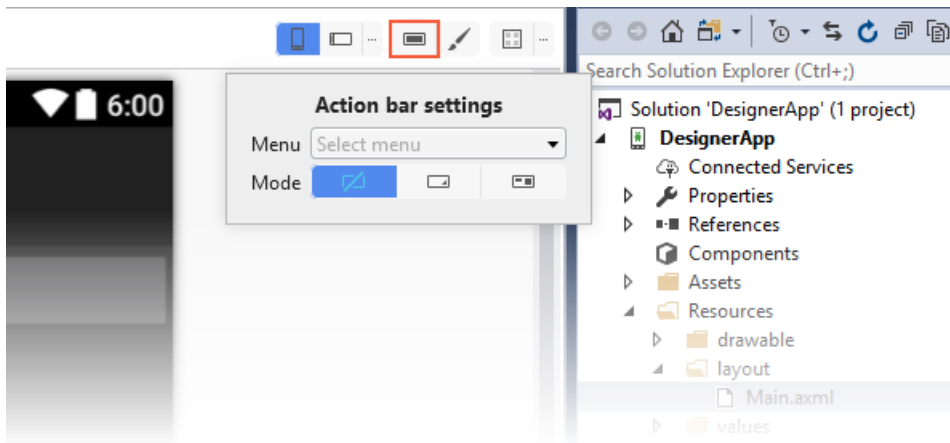 Search Solution Explorer (Ctrl+;)
6:00
Action bar settings
Menu Select menu
Mode
Solution 'DesignerApp' (1 project)
DesignerApp
Connected Services
Properties
References
Components
Assets
Resources
drawable
layout
Main.axml
values